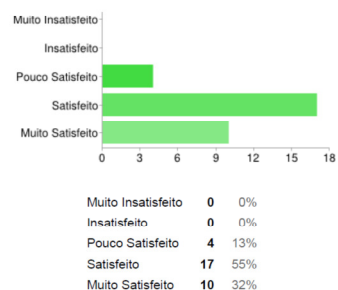 Muito Insatisfeito
Insatisfeito
Pouco Satisfeito
Satisfeito
Muito Satisfeito
0 3 6 9 12 15 18
Muito Insatisfeito 0 0%
Insatisfeito 0 0%
Pouco Satisfeito 4 13%
Satisfeito 17 55%
Muito Satisfeito 10 32%